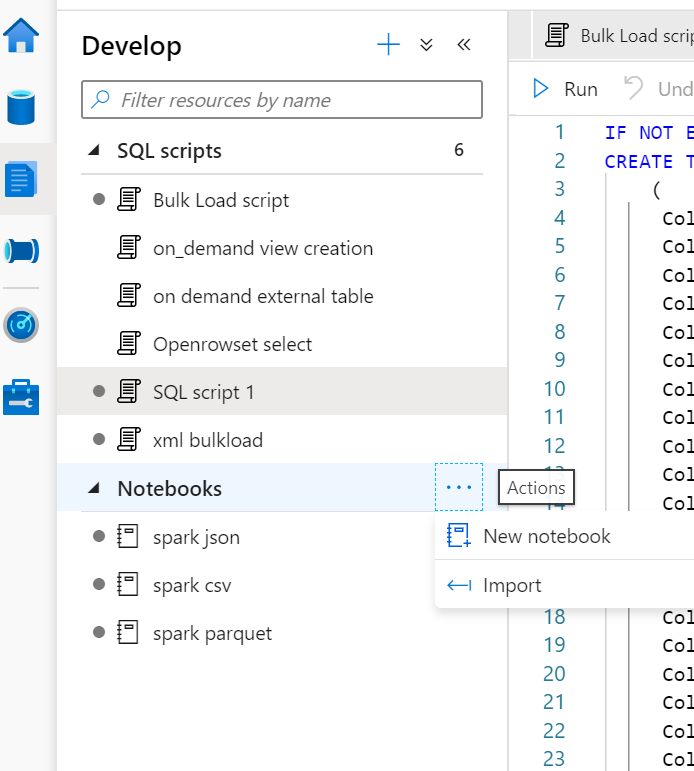 Develop
Filter resources by name
SQL scripts 6
Bulk Load script
on_demand view creation
on demand external table
Openrowset select
SQL script 1
xml bulkload
Notebooks
Actions
New notebook
Import
spark json
spark csv
spark parquet
Bulk Load scrip
Run Und
1 IF NOT E
2 CREATE T
3 (
4 Col
5 Col
6 Col
7 Col
8 Col
9 Col
10 Col
11 Col
12 Col
13 Col
14 Col
18 Col
19 Col
20 Col
21 Col
22 Col
23 Col